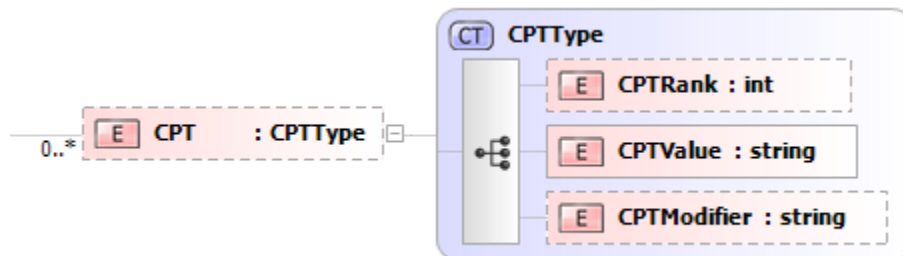 CT CPTType
E CPTRank : int
0..* E CPT : CPTType
E CPTValue : string
E CPTModifier : string